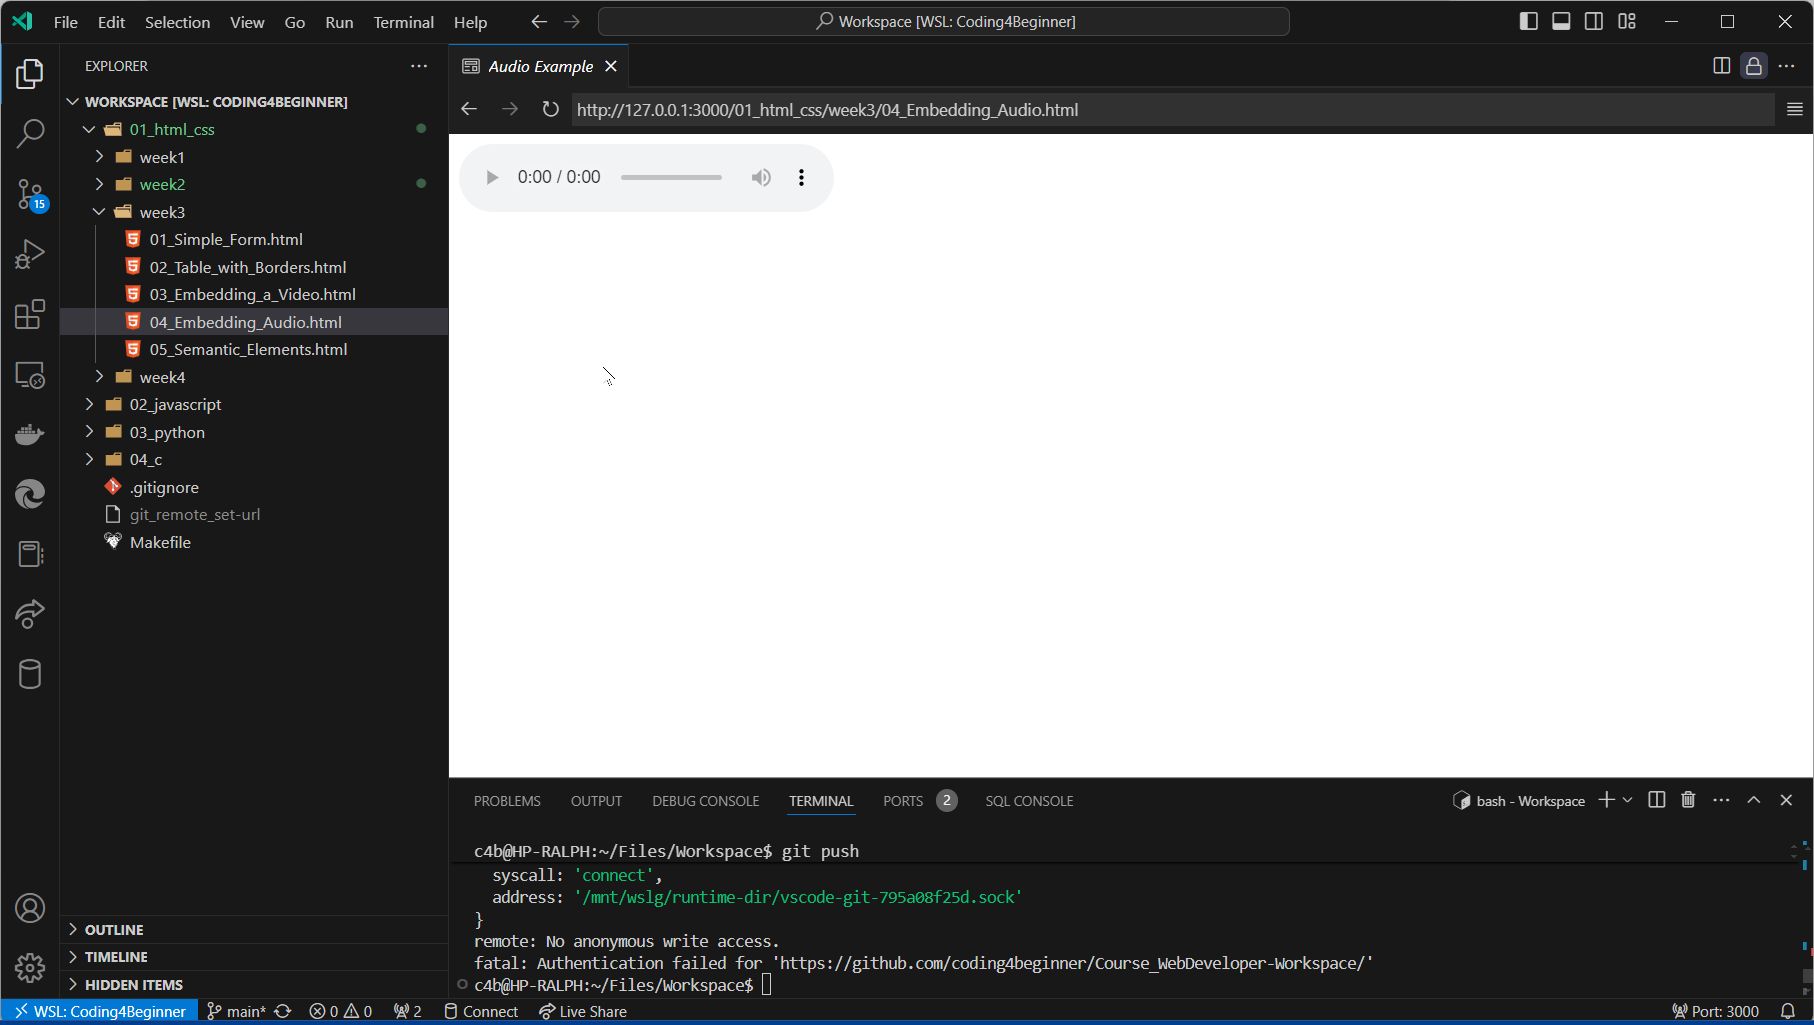 File Edit Selection View Go Run Terminal Help
Workspace [WSL: Coding4Beginner]
EXPLORER
WORKSPACE [WSL: CODING4BEGINNER]
01_html_css
week1
week2
week3
01_Simple_Form.html
02_Table_with_Borders.html
03_Embedding_a_Video.html
04_Embedding_Audio.html
05_Semantic_Elements.html
week4
02_javascript
03_python
04_c
.gitignore
git_remote_set-url
Makefile
15
OUTLINE
TIMELINE
HIDDEN ITEMS
Audio Example
http://127.0.0.1:3000/01_html_css/week3/04_Embedding_Audio.html
0:00 / 0:00
PROBLEMS OUTPUT DEBUG CONSOLE TERMINAL PORTS 2 SQL CONSOLE
bash - Workspace
c4b@HP-RALPH:~/Files/Workspace$ git push
syscall: 'connect',
address: '/mnt/wslg/runtime-dir/vscode-git-795a08f25d.sock'
}
remote: No anonymous write access.
fatal: Authentication failed for 'https://github.com/coding4beginner/Course_WebDeveloper-Workspace/'
c4b@HP-RALPH:~/Files/Workspace$
WSL: Coding4Beginner main* 0 0 2 Connect Live Share Port: 3000